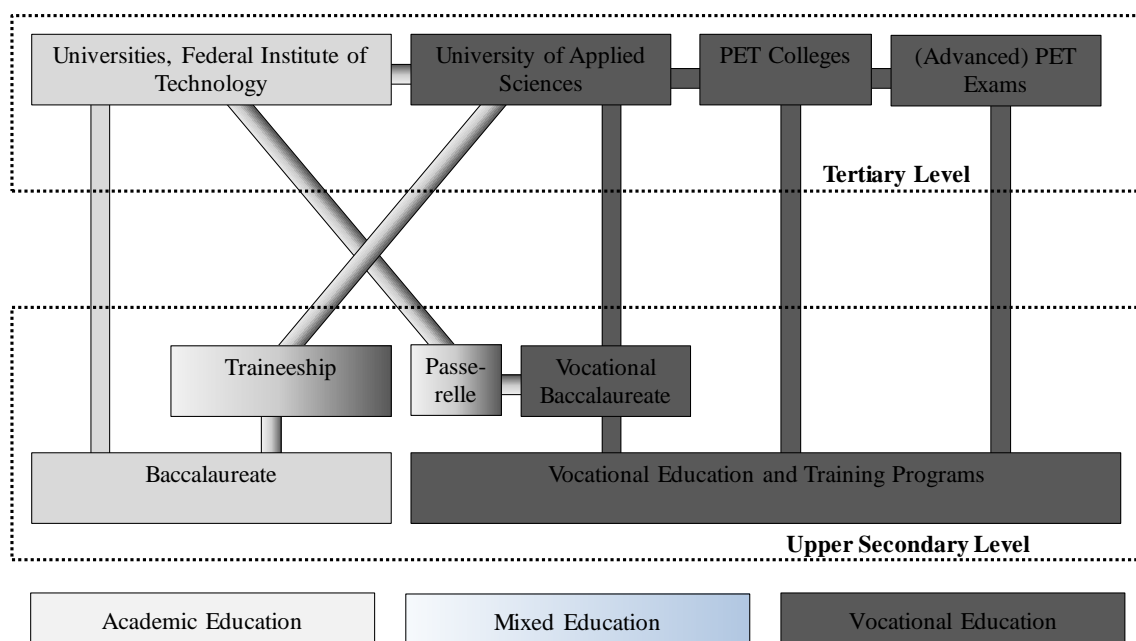 Universities, Federal Institute of
Technology
University of Applied
Sciences
PET Colleges
(Advanced) PET
Exams
Tertiary Level
Traineeship
Passe-
relle
Vocational
Baccalaureate
Baccalaureate
Vocational Education and Training Programs
Upper Secondary Level
Academic Education
Mixed Education
Vocational Education